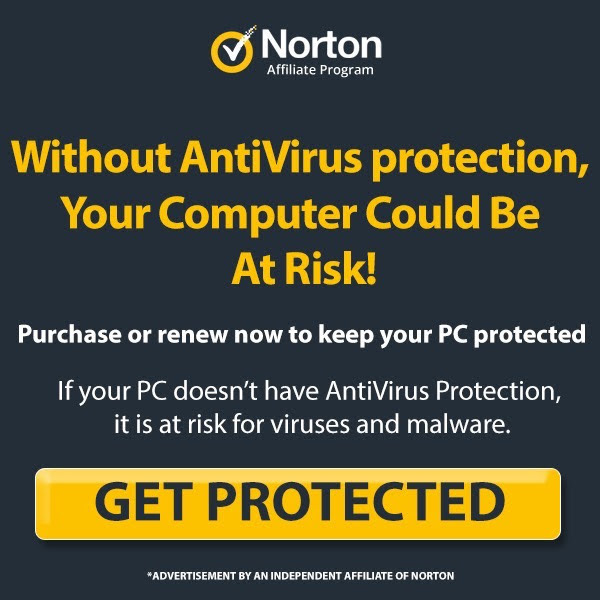 Norton
Affiliate Program
Without AntiVirus protection,
Your Computer Could Be
At Risk!
Purchase or renew now to keep your PC protected
If your PC doesn’t have AntiVirus Protection,
it is at risk for viruses and malware.
GET PROTECTED
*ADVERTISEMENT BY AN INDEPENDENT AFFILIATE OF NORTON